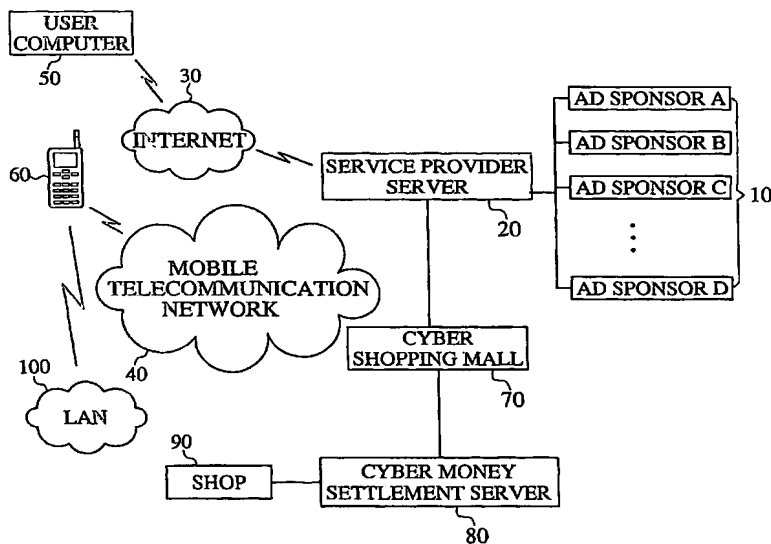 USER
COMPUTER
50
30
INTERNET
60
SERVICE PROVIDER
SERVER
20
AD SPONSOR A
AD SPONSOR B
AD SPONSOR C
AD SPONSOR D
10
MOBILE
TELECOMMUNICATION
NETWORK
40
100
LAN
CYBER
SHOPPING MALL
70
90
SHOP
CYBER MONEY
SETTLEMENT SERVER
80